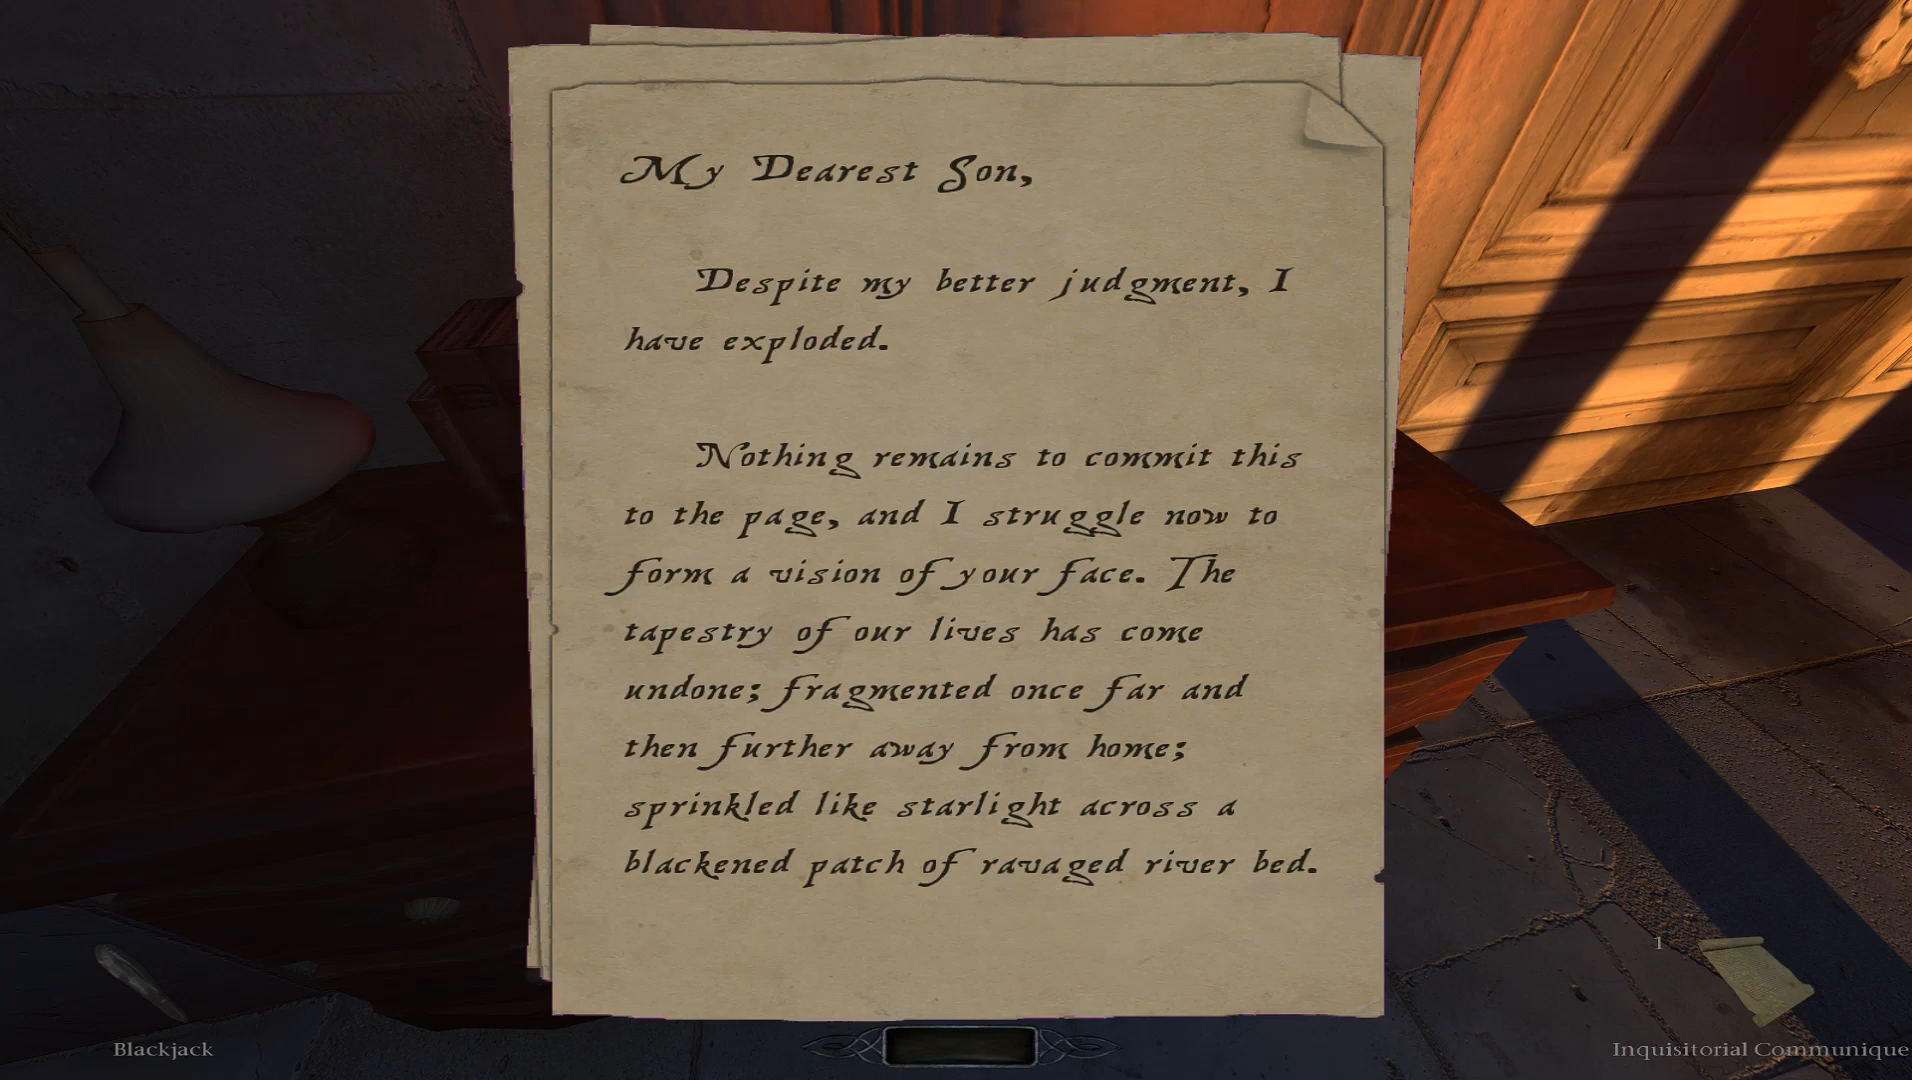 My Dearest Son,
Despite my better judgment, I
have exploded.
Nothing remains to commit this
to the page, and I struggle now to
form a vision of your face. The
tapestry of our lives has come
undone; fragmented once far and
then further away from home;
sprinkled like starlight across a
blackened patch of ravaged river bed.
1
Blackjack
Inquisitorial Communique